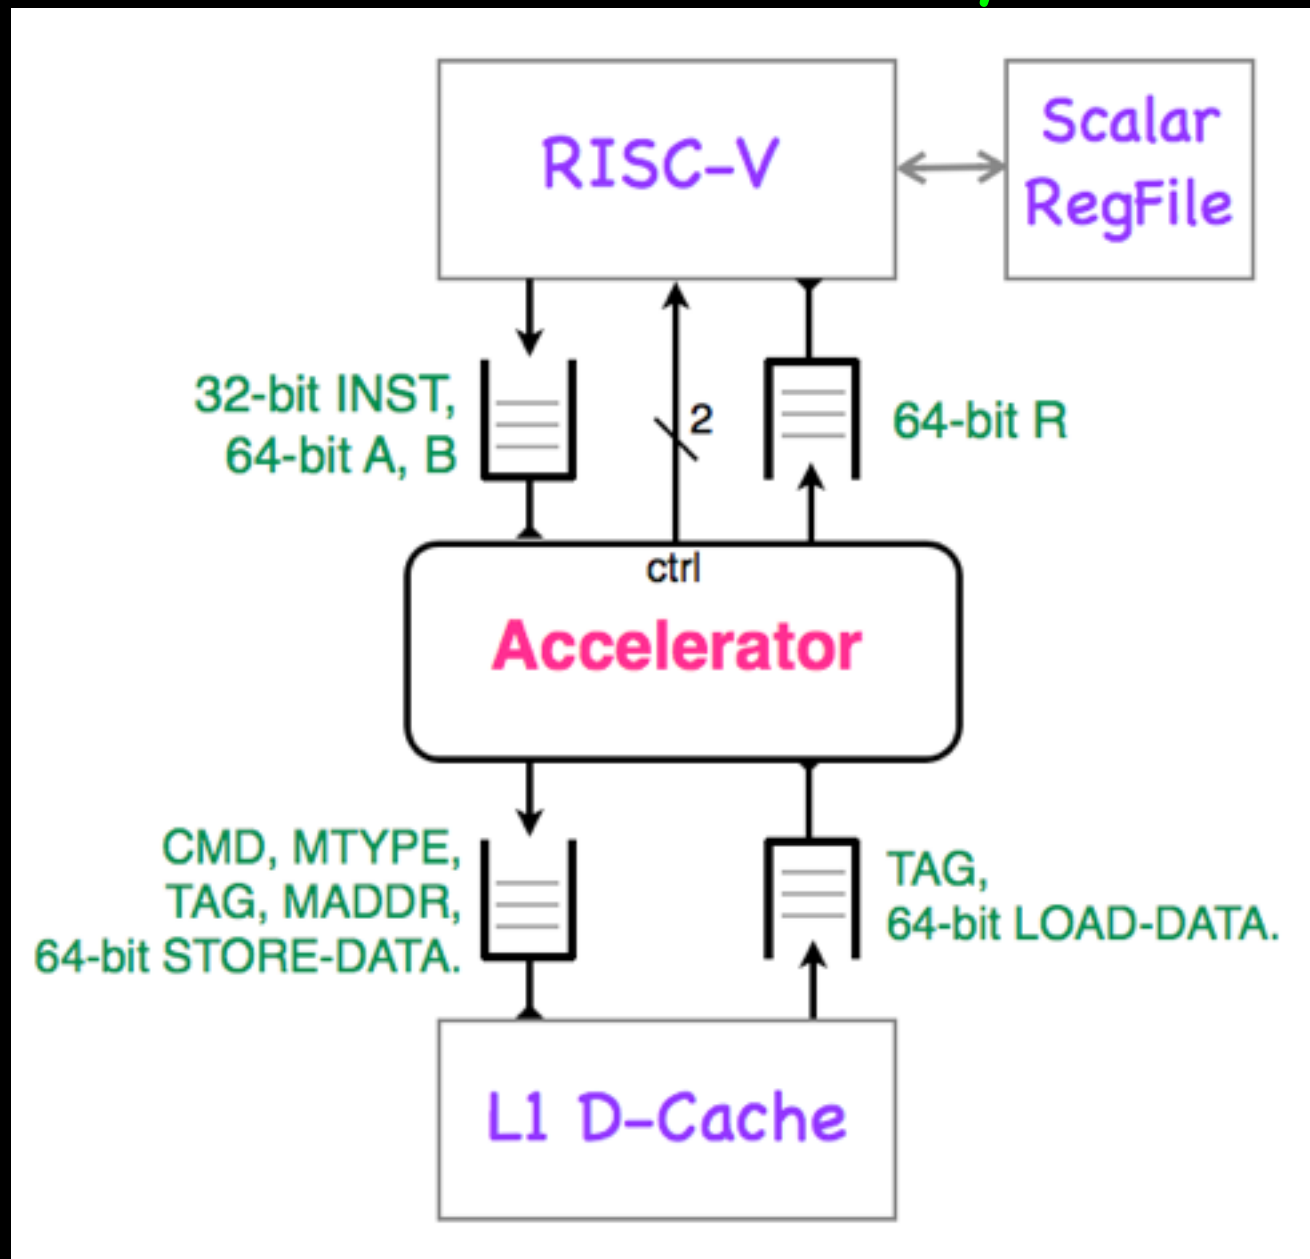 RISC-V
Scalar
RegFile
32-bit INST,
64-bit A, B
2
64-bit R
ctrl
Accelerator
CMD, MTYPE,
TAG, MADDR,
64-bit STORE-DATA.
TAG,
64-bit LOAD-DATA.
L1 D-Cache